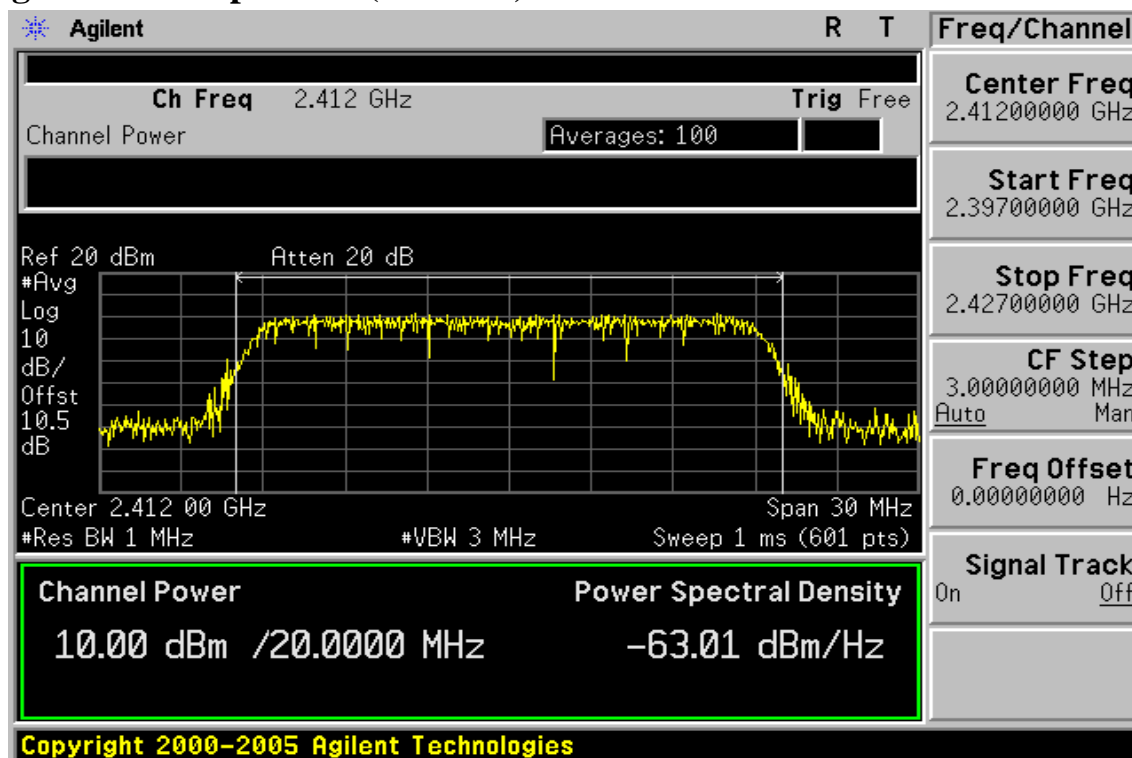 Agilent R T
Freq/Channel
Ch Freq 2.412 GHz Trig Free
Channel Power Averages: 100
Ref 20 dBm Atten 20 dB
#Avg
Log
10
dB/
Offst
10.5
dB
Center 2.412 00 GHz Span 30 MHz
#Res BW 1 MHz #VBW 3 MHz Sweep 1 ms (601 pts)
Channel Power Power Spectral Density
10.00 dBm /20.0000 MHz -63.01 dBm/Hz
Copyright 2000-2005 Agilent Technologies
Center Freq
2.41200000 GHz
Start Freq
2.39700000 GHz
Stop Freq
2.42700000 GHz
CF Step
3.00000000 MHz
Auto Man
Freq Offset
0.00000000 Hz
Signal Track
On Off